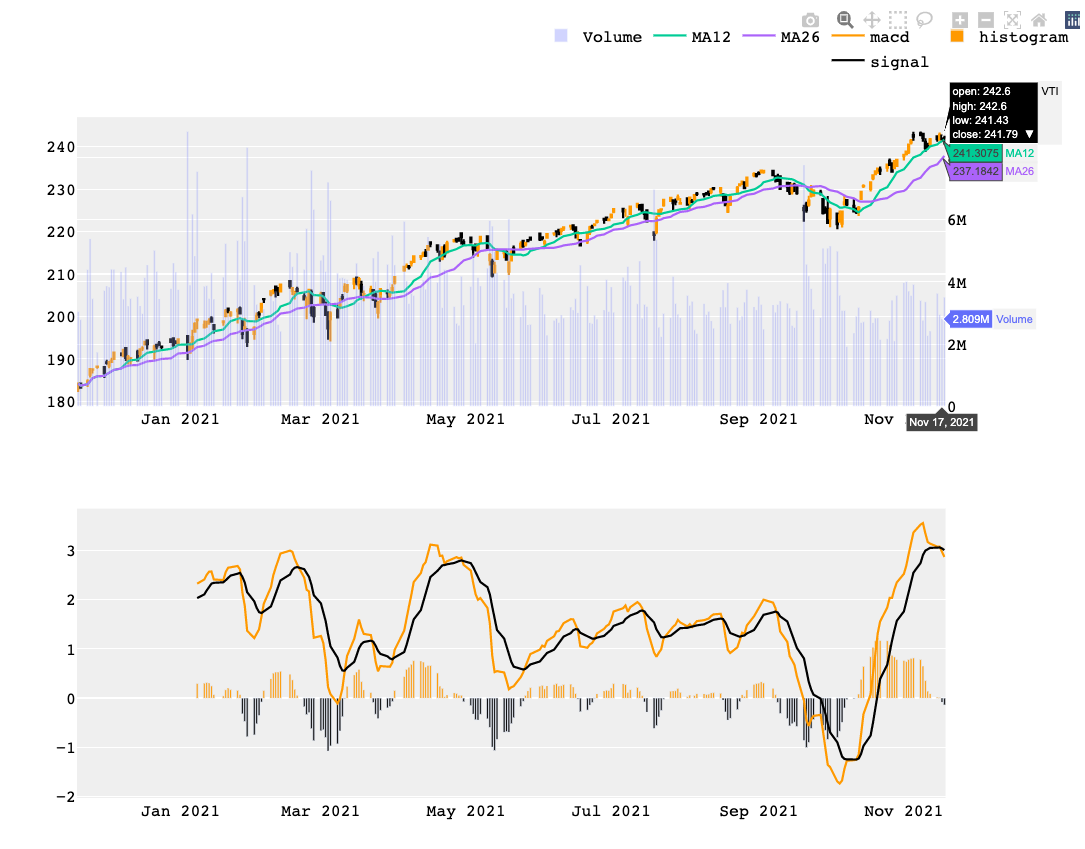 Volume MA12 MA26 macd histogram
signal
open: 242.6
high: 242.6
low: 241.43
close: 241.79 ▼
VTI
241.3075 MA12
237.1842 MA26
240
230
220
210
200
190
180
6M
4M
2.809M Volume
2M
0
Jan 2021 Mar 2021 May 2021 Jul 2021 Sep 2021 Nov
Nov 17, 2021
3
2
1
0
−1
−2
Jan 2021 Mar 2021 May 2021 Jul 2021 Sep 2021 Nov 2021